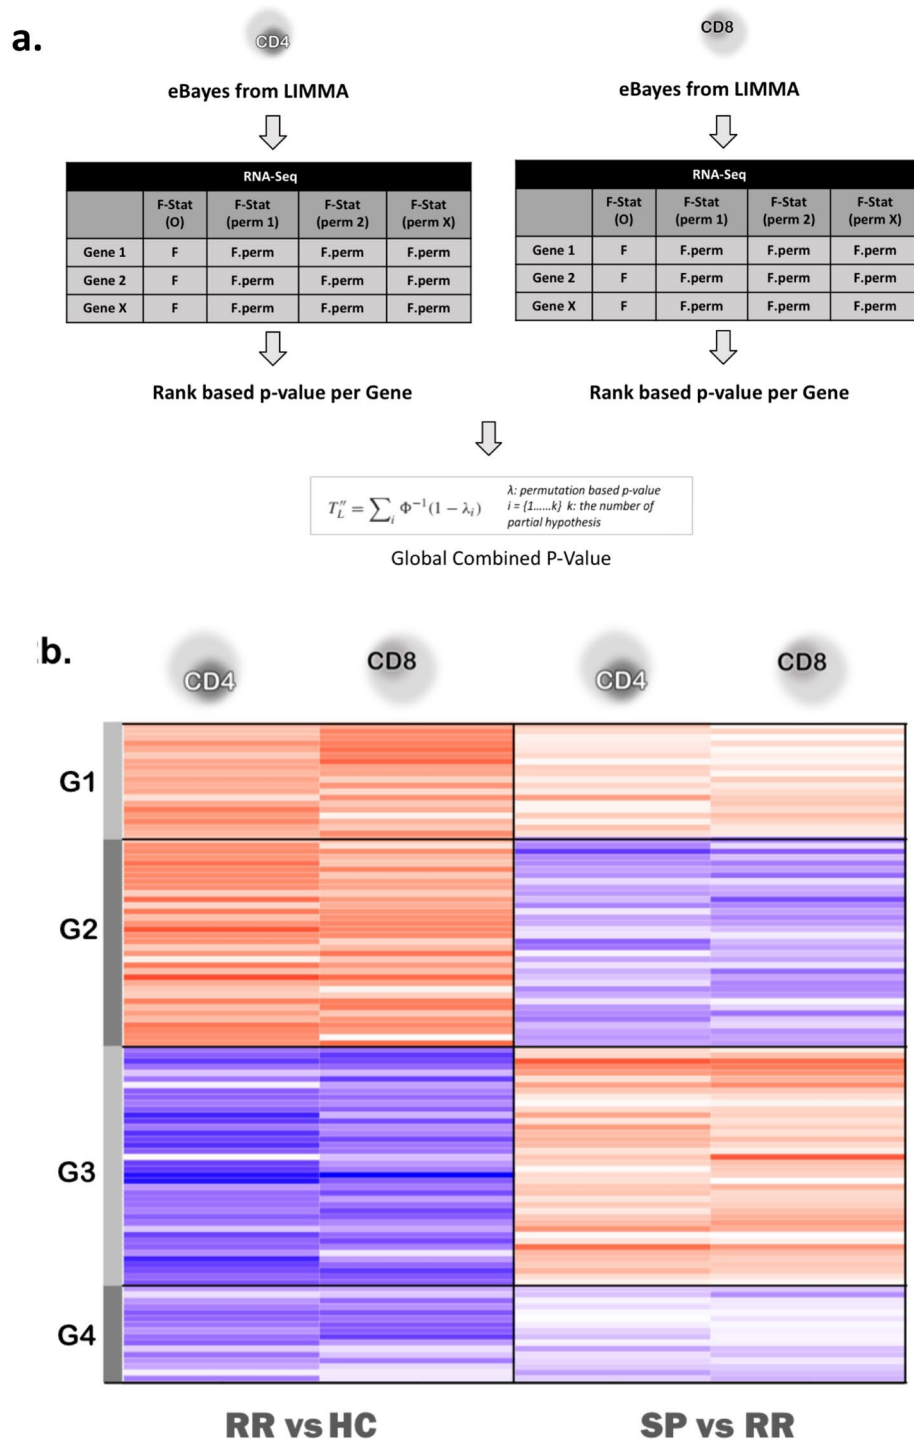 a.
CD4
CD8
eBayes from LIMMA
eBayes from LIMMA
RNA-Seq
F-Stat (O) F-Stat (perm 1) F-Stat (perm 2) F-Stat (perm X)
Gene 1 F F.perm F.perm F.perm
Gene 2 F F.perm F.perm F.perm
Gene X F F.perm F.perm F.perm
RNA-Seq
F-Stat (O) F-Stat (perm 1) F-Stat (perm 2) F-Stat (perm X)
Gene 1 F F.perm F.perm F.perm
Gene 2 F F.perm F.perm F.perm
Gene X F F.perm F.perm F.perm
Rank based p-value per Gene
Rank based p-value per Gene
T″_L = ∑_i Φ⁻¹(1 − λ_i)
λ: permutation based p-value
i = {1......k} k: the number of
partial hypothesis
Global Combined P-Value
b.
CD4
CD8
CD4
CD8
G1
G2
G3
G4
RR vs HC
SP vs RR